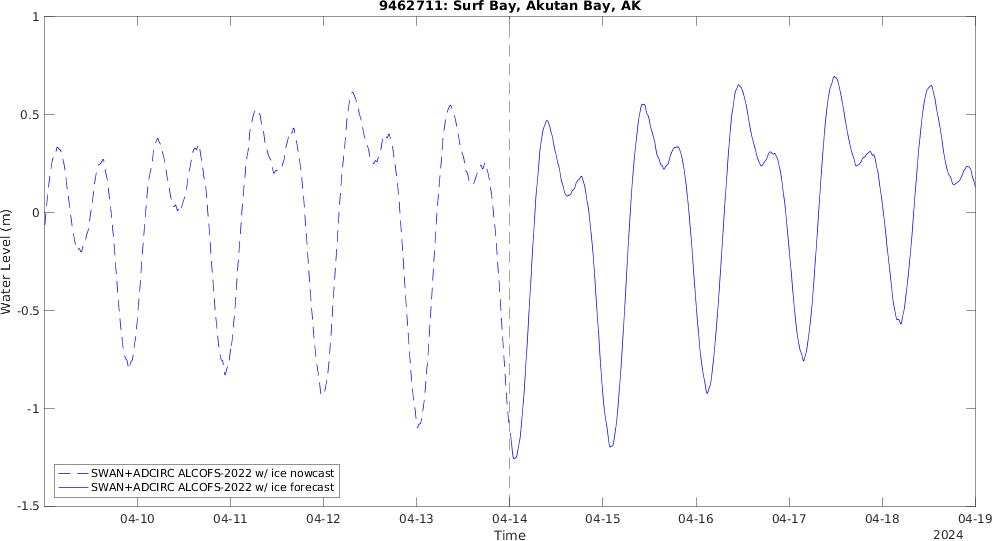 9462711: Surf Bay, Akutan Bay, AK
Water Level (m)
1
0.5
0
-0.5
-1
-1.5
SWAN+ADCIRC ALCOFS-2022 w/ ice nowcast
SWAN+ADCIRC ALCOFS-2022 w/ ice forecast
04-10 04-11 04-12 04-13 04-14 04-15 04-16 04-17 04-18 04-19
Time
2024